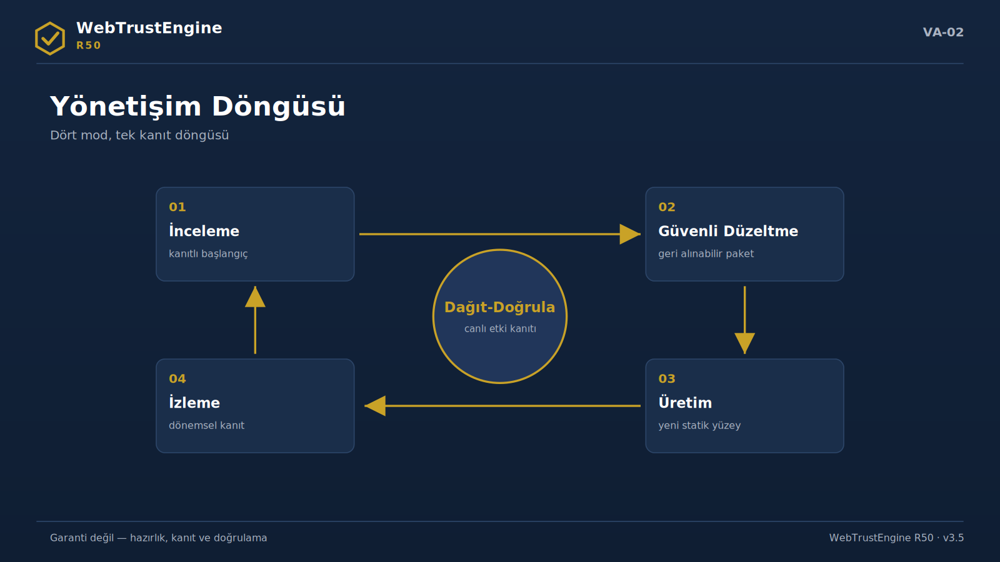 WebTrustEngine
R50
VA-02
Yönetişim Döngüsü
Dört mod, tek kanıt döngüsü
01
İnceleme
kanıtlı başlangıç
02
Güvenli Düzeltme
geri alınabilir paket
Dağıt-Doğrula
canlı etki kanıtı
04
İzleme
dönemsel kanıt
03
Üretim
yeni statik yüzey
Garanti değil — hazırlık, kanıt ve doğrulama
WebTrustEngine R50 · v3.5